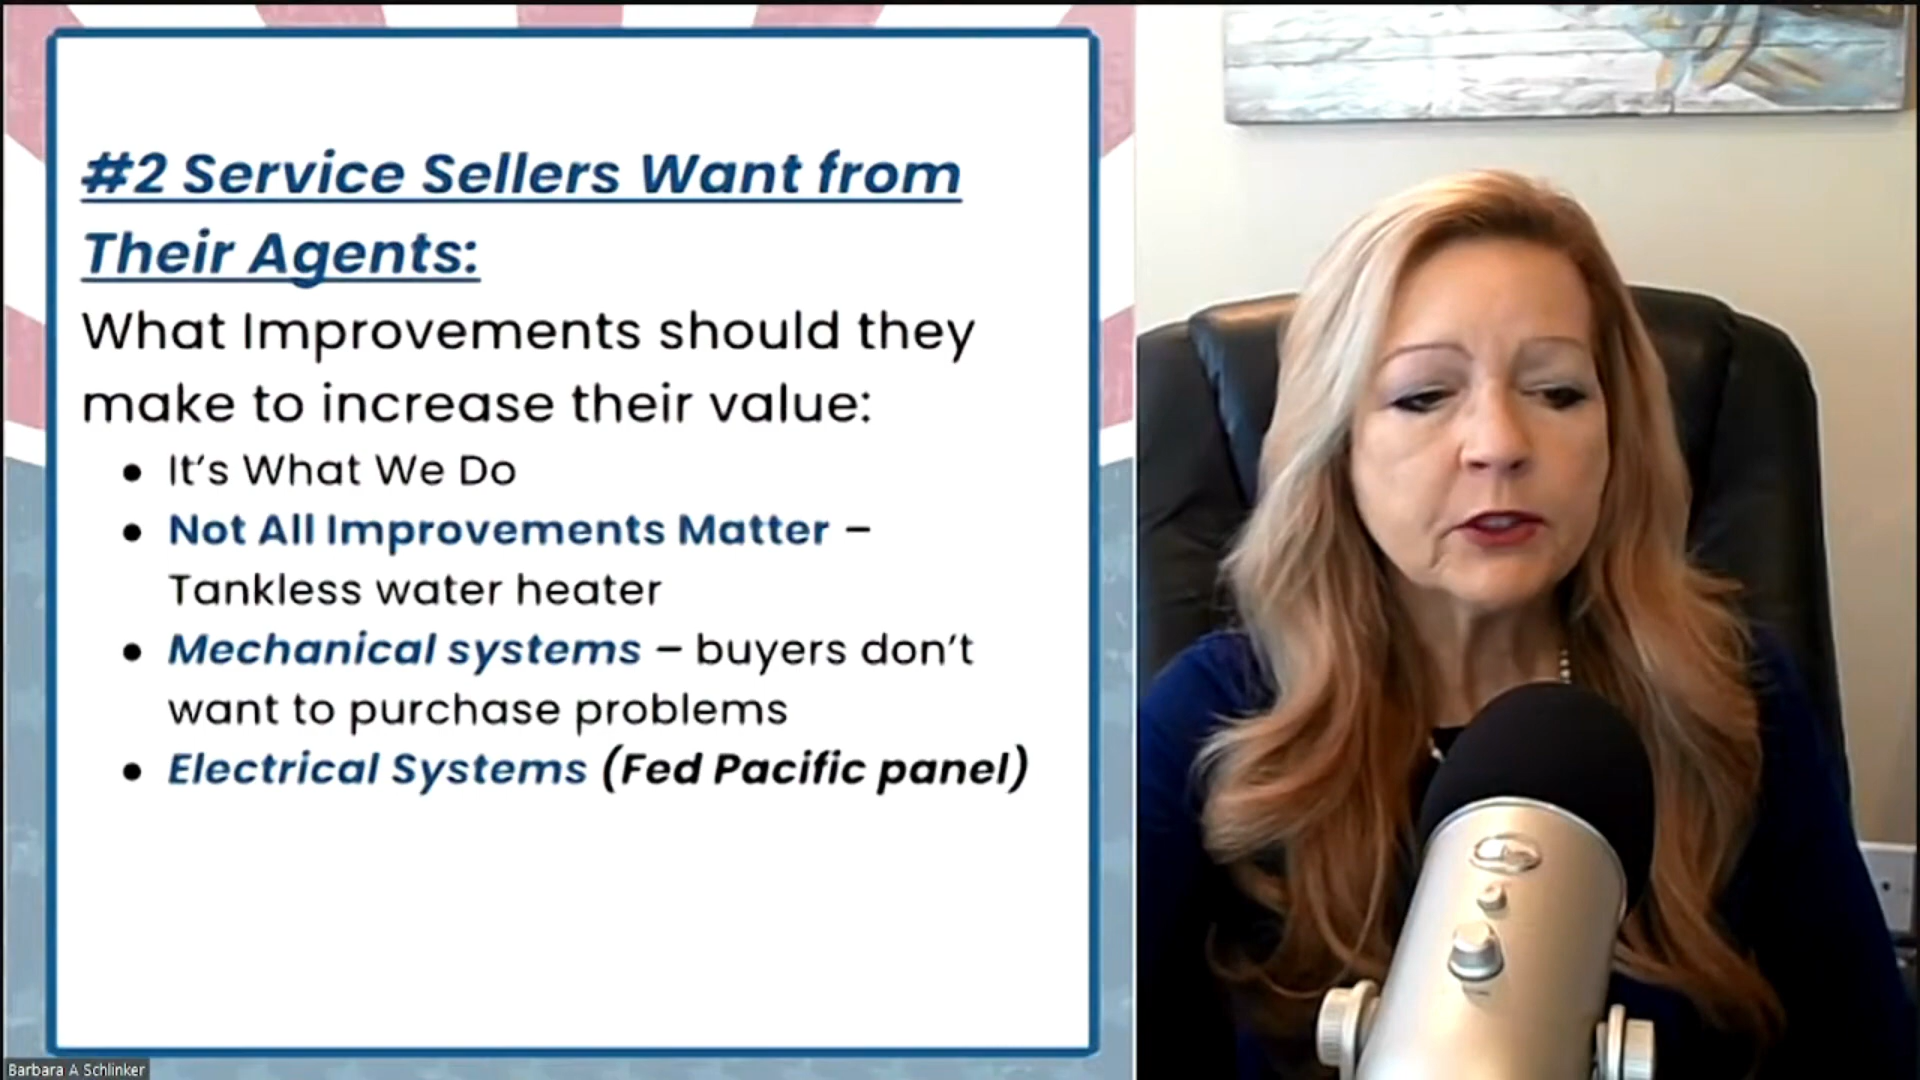 #2 Service Sellers Want from
Their Agents:
What Improvements should they
make to increase their value:
• It's What We Do
• Not All Improvements Matter –
Tankless water heater
• Mechanical systems – buyers don't
want to purchase problems
• Electrical Systems (Fed Pacific panel)
Barbara A Schlinker